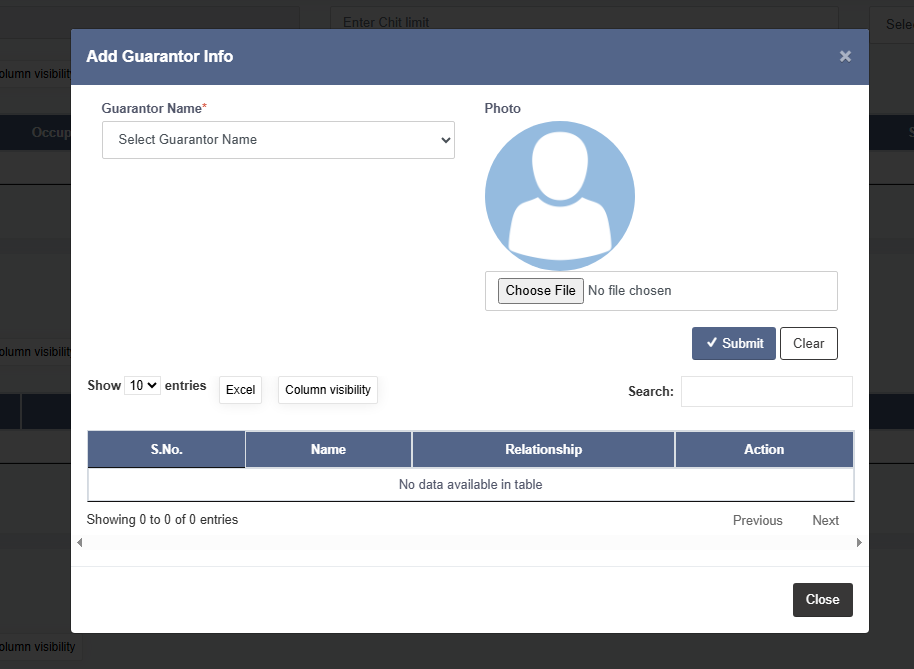 Enter Chit limit
Sele
Add Guarantor Info
×
olumn visibility
Guarantor Name*
Photo
Occup
Select Guarantor Name
Choose File No file chosen
✓ Submit Clear
olumn visibility
Show 10 entries Excel Column visibility Search:
S.No. Name Relationship Action
No data available in table
Showing 0 to 0 of 0 entries
Previous Next
Close
olumn visibility